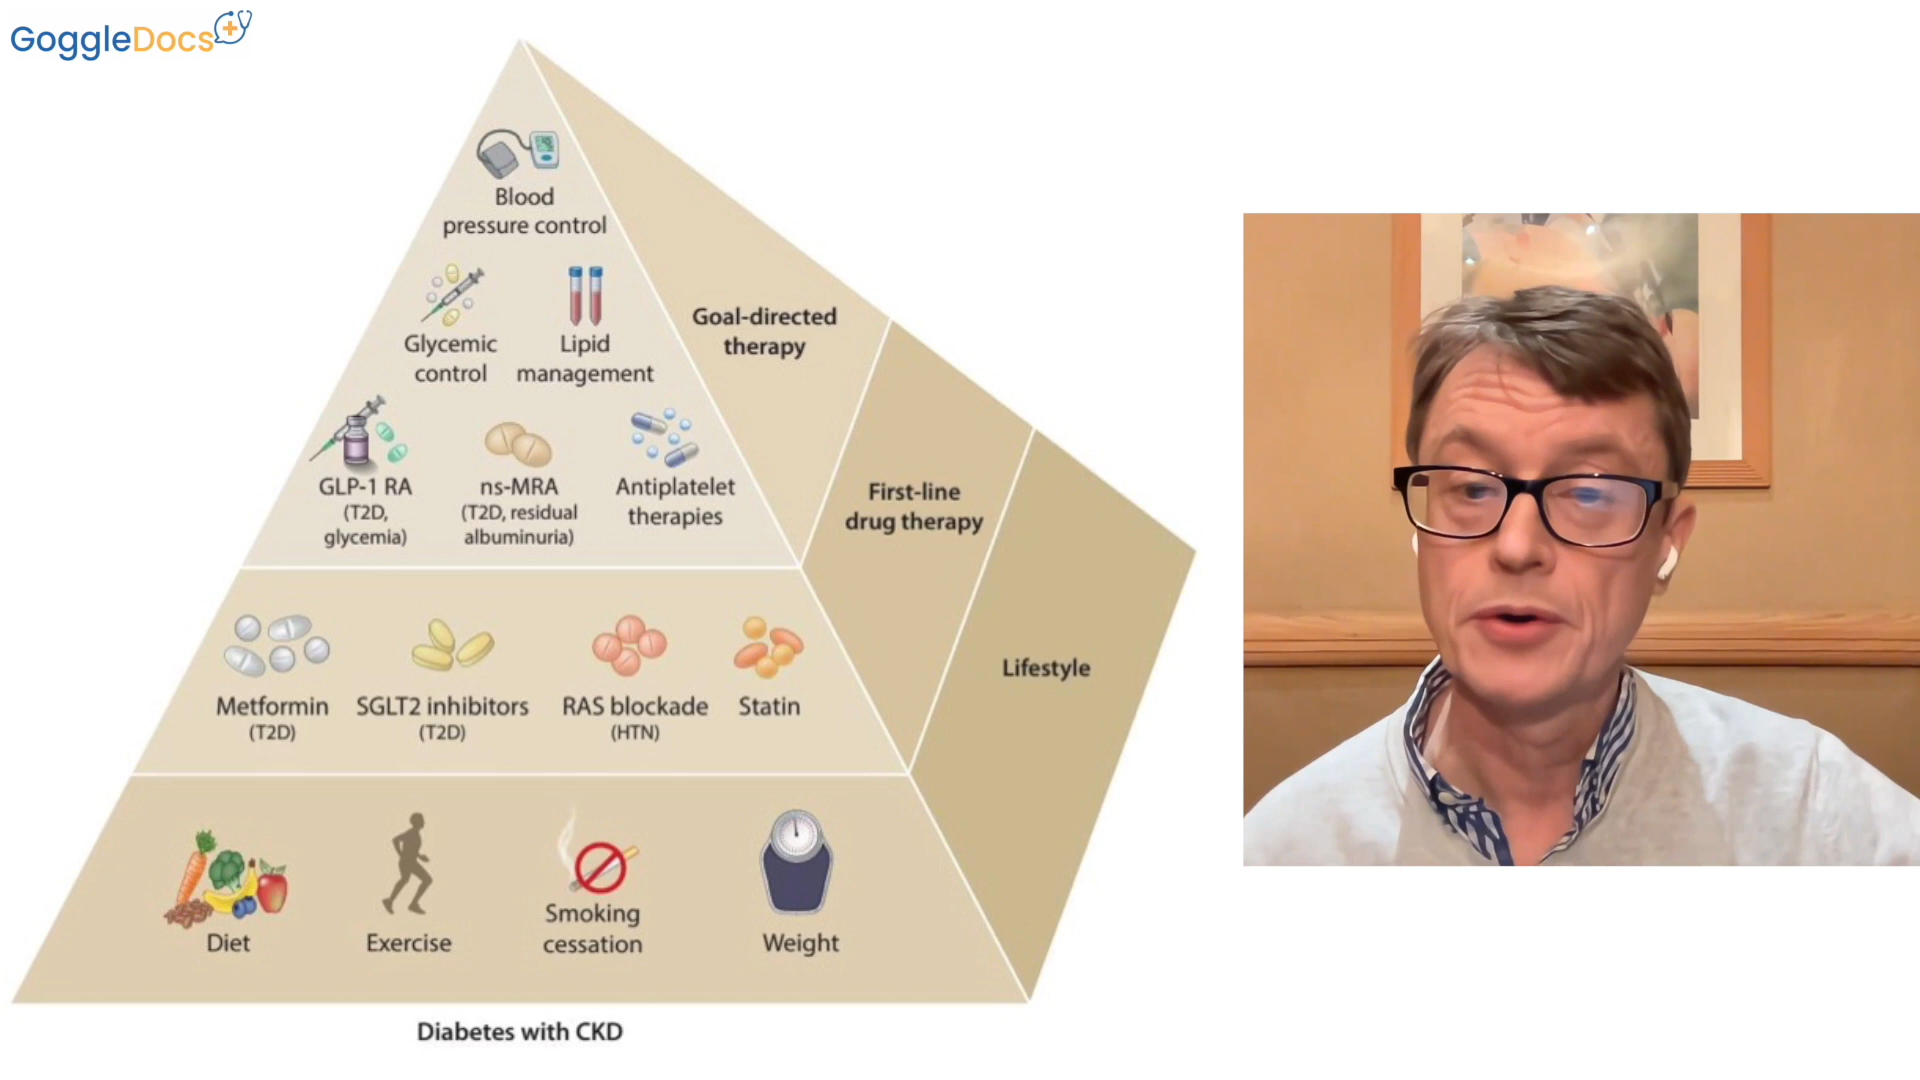 GoggleDocs
Blood
pressure control
Glycemic
control
Lipid
management
Goal-directed
therapy
GLP-1 RA
(T2D,
glycemia)
ns-MRA
(T2D, residual
albuminuria)
Antiplatelet
therapies
First-line
drug therapy
Metformin
(T2D)
SGLT2 inhibitors
(T2D)
RAS blockade
(HTN)
Statin
Lifestyle
Diet
Exercise
Smoking
cessation
Weight
Diabetes with CKD